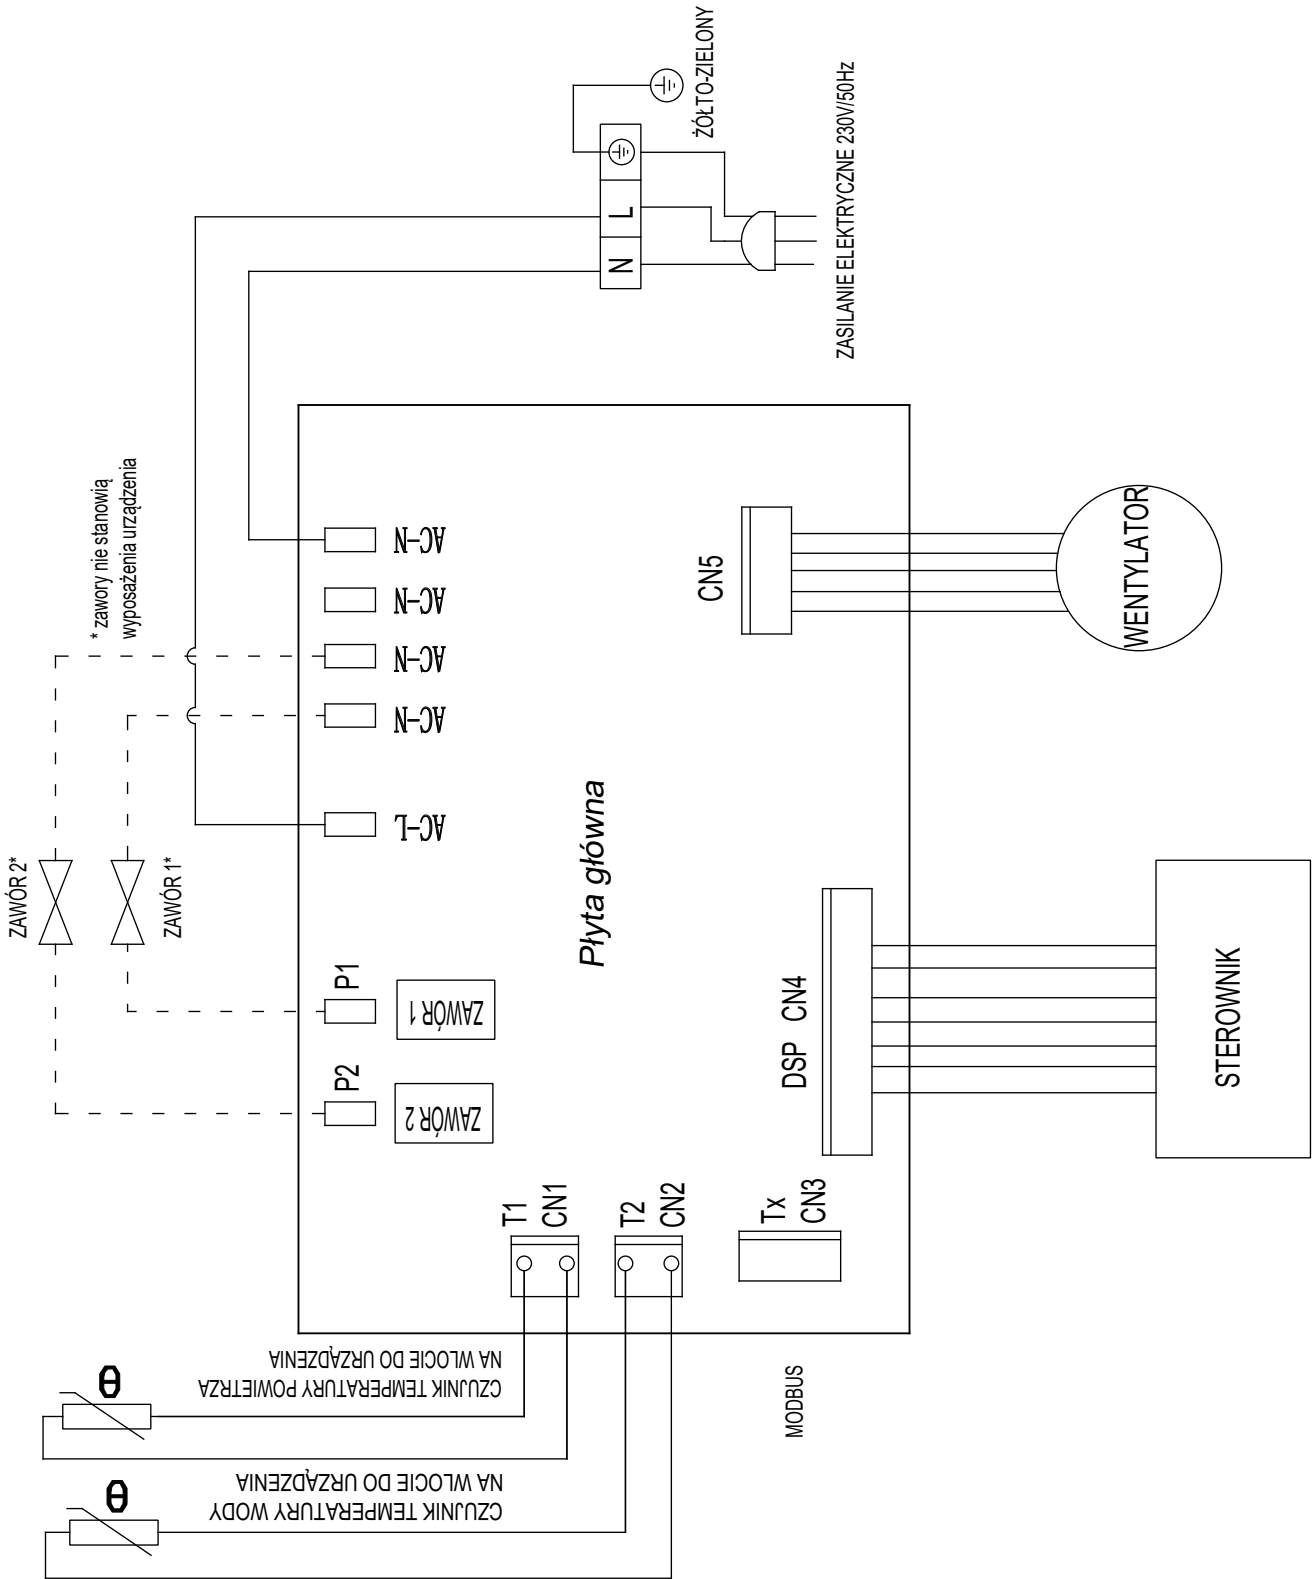 ŻÓŁTO-ZIELONY
N
L
ZASILANIE ELEKTRYCZNE 230V/50Hz
* zawory nie stanowią
wyposażenia urządzenia
AC-N
AC-N
AC-N
AC-N
AC-L
ZAWÓR 2*
ZAWÓR 1*
P1
ZAWÓR 1
P2
ZAWÓR 2
Płyta główna
CN5
WENTYLATOR
DSP CN4
STEROWNIK
T1
CN1
T2
CN2
Tx
CN3
MODBUS
θ
CZUJNIK TEMPERATURY POWIETRZA
NA WLOCIE DO URZĄDZENIA
θ
CZUJNIK TEMPERATURY WODY
NA WLOCIE DO URZĄDZENIA